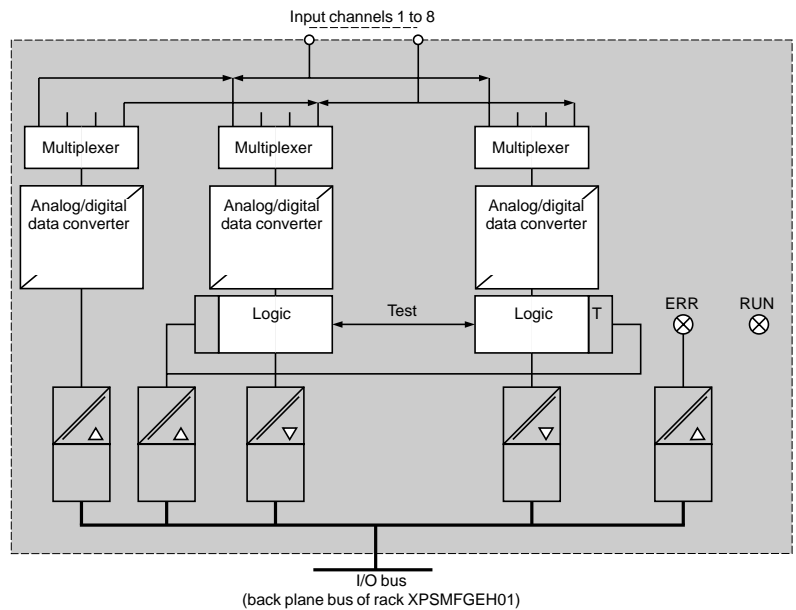 Input channels 1 to 8
Multiplexer
Multiplexer
Multiplexer
Analog/digital
data converter
Analog/digital
data converter
Analog/digital
data converter
Logic
Test
Logic
T
ERR
RUN
I/O bus
(back plane bus of rack XPSMFGEH01)